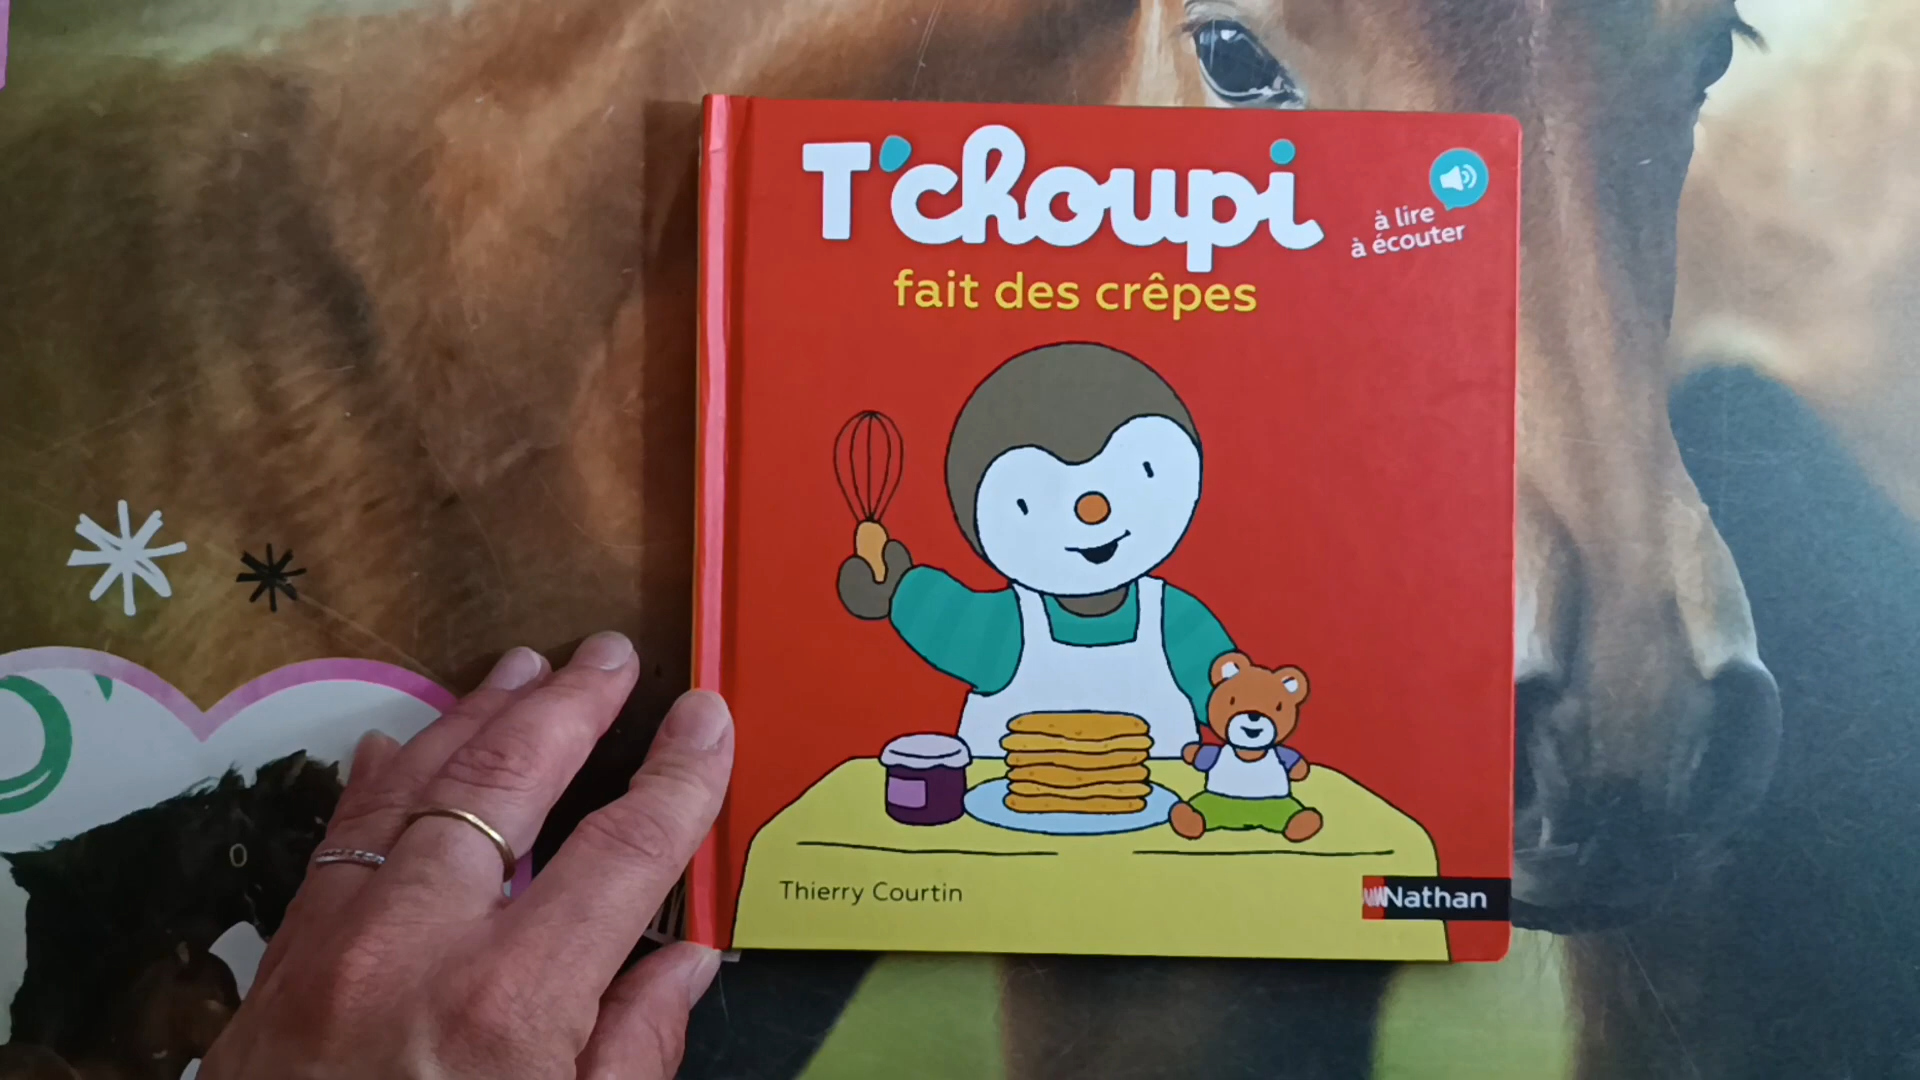 T'choupi
fait des crêpes
à lire
à écouter
Thierry Courtin
Nathan